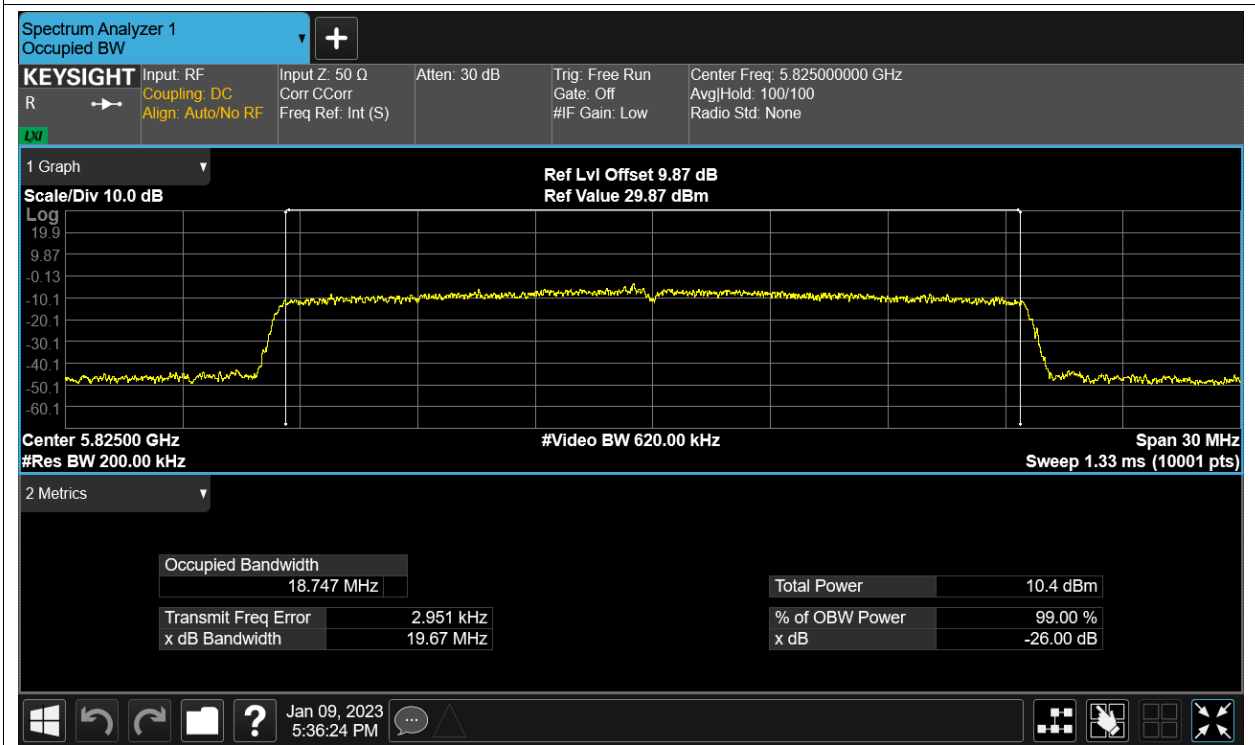 Spectrum Analyzer 1
Occupied BW
KEYSIGHT
R
LXI
Input: RF
Coupling: DC
Align: Auto/No RF
Input Z: 50 Ω
Corr CCorr
Freq Ref: Int (S)
Atten: 30 dB
Trig: Free Run
Gate: Off
#IF Gain: Low
Center Freq: 5.825000000 GHz
Avg|Hold: 100/100
Radio Std: None
1 Graph
Scale/Div 10.0 dB
Ref Lvl Offset 9.87 dB
Ref Value 29.87 dBm
Log
19.9
9.87
-0.13
-10.1
-20.1
-30.1
-40.1
-50.1
-60.1
Center 5.82500 GHz
#Video BW 620.00 kHz
Span 30 MHz
#Res BW 200.00 kHz
Sweep 1.33 ms (10001 pts)
2 Metrics
Occupied Bandwidth
18.747 MHz
Transmit Freq Error 2.951 kHz
x dB Bandwidth 19.67 MHz
Total Power 10.4 dBm
% of OBW Power 99.00 %
x dB -26.00 dB
Jan 09, 2023
5:36:24 PM